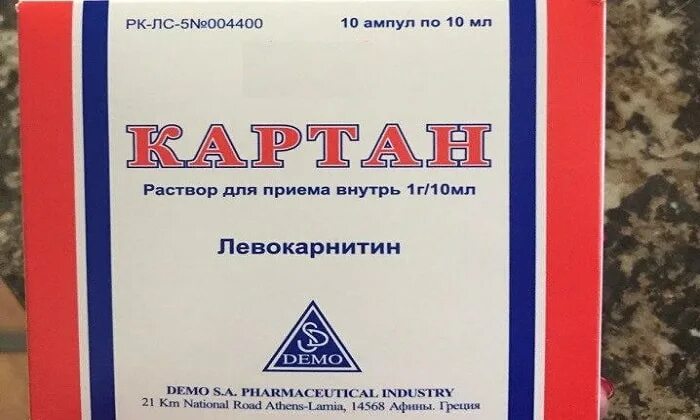 РК-ЛС-5№004400 10 ампул по 10 мл
КАРТАН
Раствор для приема внутрь 1г/10мл
Левокарнитин
SD
DEMO
DEMO S.A. PHARMACEUTICAL INDUSTRY
21 Km National Road Athens-Lamia, 14568 Афины. Греция